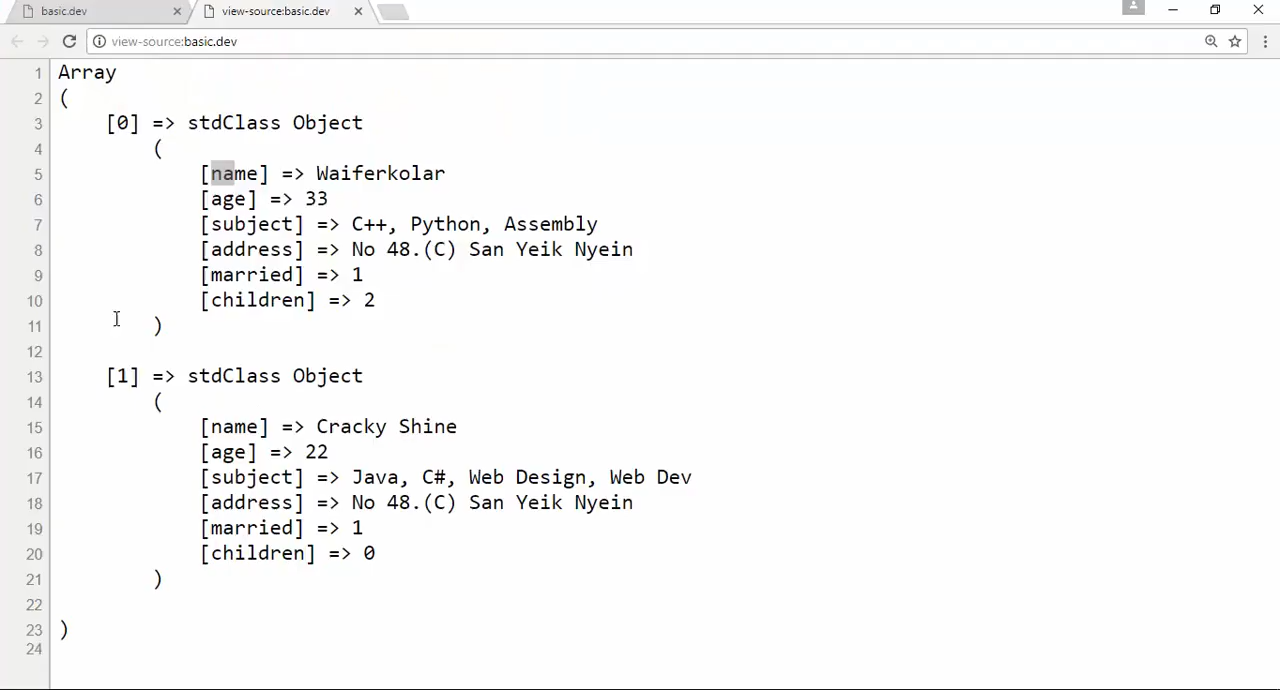 basic.dev
view-source:basic.dev
view-source:basic.dev
1 Array
2 (
3 [0] => stdClass Object
4 (
5 [name] => Waiferkolar
6 [age] => 33
7 [subject] => C++, Python, Assembly
8 [address] => No 48.(C) San Yeik Nyein
9 [married] => 1
10 [children] => 2
11 )
12
13 [1] => stdClass Object
14 (
15 [name] => Cracky Shine
16 [age] => 22
17 [subject] => Java, C#, Web Design, Web Dev
18 [address] => No 48.(C) San Yeik Nyein
19 [married] => 1
20 [children] => 0
21 )
22
23 )
24